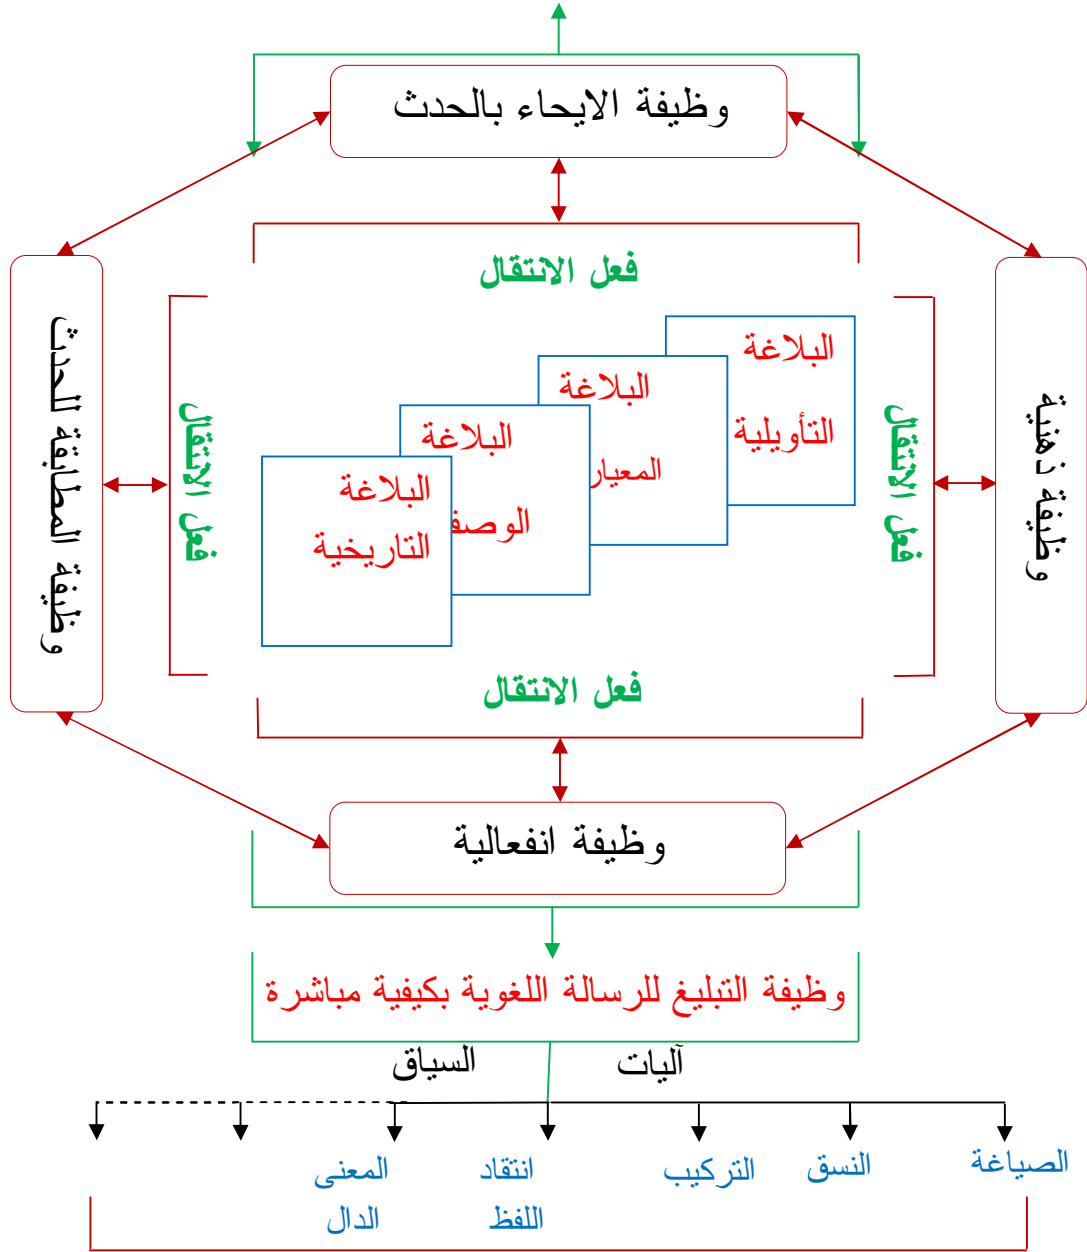 وظيفة الايحاء بالحدث
فعل الانتقال
وظيفة ذهنية
فعل الانتقال
البلاغة
التأويلية
البلاغة
المعيار
البلاغة
الوصف
البلاغة
التاريخية
فعل الانتقال
وظيفة المطابقة للحدث
فعل الانتقال
وظيفة انفعالية
وظيفة التبليغ للرسالة اللغوية بكيفية مباشرة
آليات السياق
الصياغة النسق التركيب انتقاد المعنى
اللفظ الدال